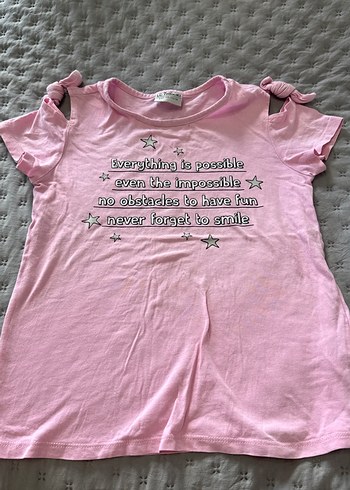 Everything is possible
even the impossible
no obstacles to have fun
never forget to smile